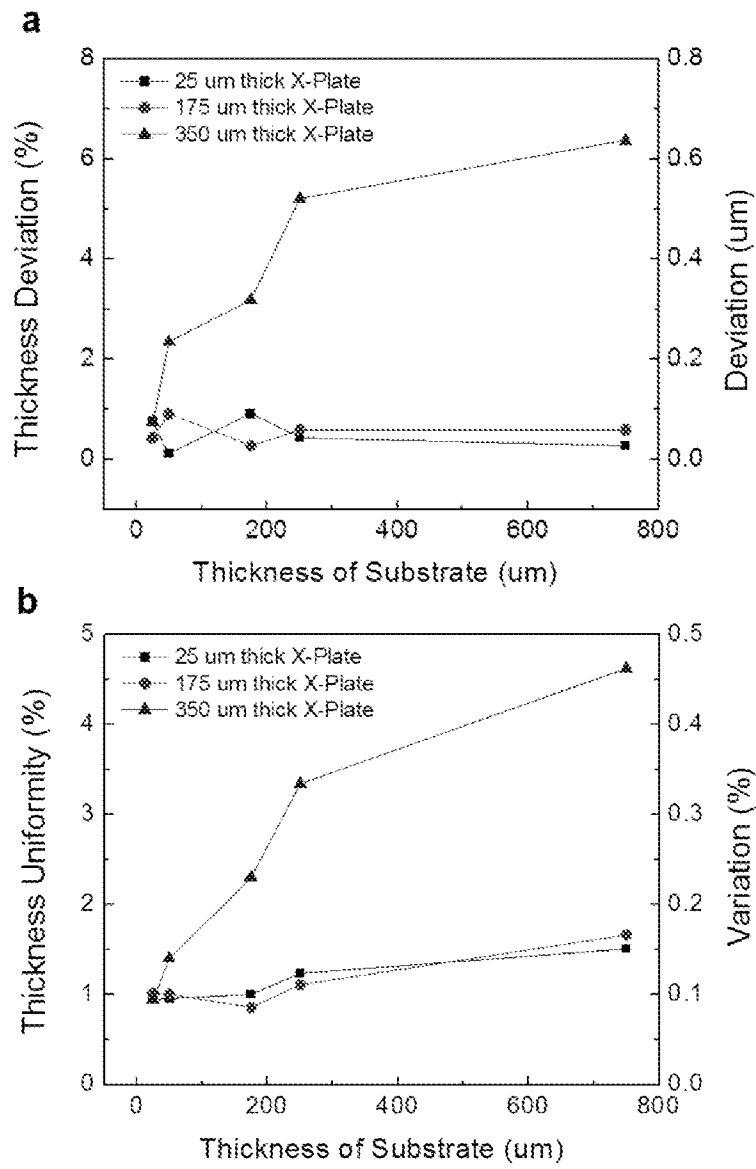 a
8
6
4
2
0
Thickness Deviation (%)
25 um thick X-Plate
175 um thick X-Plate
350 um thick X-Plate
0.8
0.6
0.4
0.2
0.0
Deviation (um)
0 200 400 600 800
Thickness of Substrate (um)
b
5
4
3
2
1
0
Thickness Uniformity (%)
25 um thick X-Plate
175 um thick X-Plate
350 um thick X-Plate
0.5
0.4
0.3
0.2
0.1
0.0
Variation (%)
0 200 400 600 800
Thickness of Substrate (um)